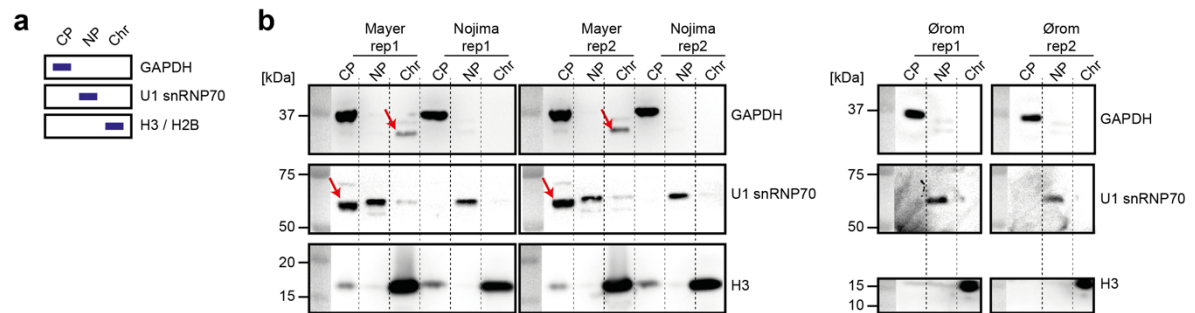 a
CP NP Chr
GAPDH
U1 snRNP70
H3 / H2B
b
Mayer rep1
Nojima rep1
Mayer rep2
Nojima rep2
[kDa] CP NP Chr CP NP Chr CP NP Chr CP NP Chr
37
GAPDH
75
50
U1 snRNP70
20
15
H3
Ørom rep1
Ørom rep2
[kDa] CP NP Chr CP NP Chr
37
GAPDH
75
50
U1 snRNP70
15
10
H3